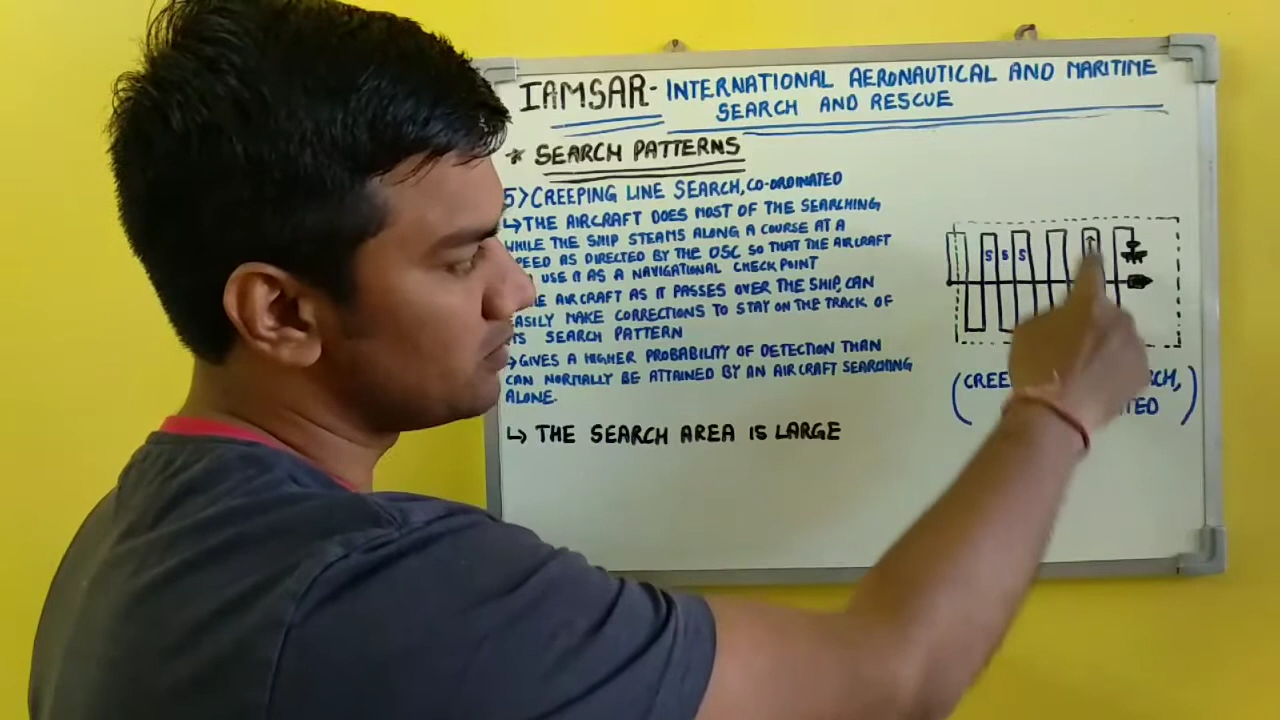 IAMSAR- INTERNATIONAL AERONAUTICAL AND MARITIME
SEARCH AND RESCUE
* SEARCH PATTERNS
5> CREEPING LINE SEARCH, CO-ORDINATED
↳ THE AIRCRAFT DOES MOST OF THE SEARCHING
WHILE THE SHIP STEAMS ALONG A COURSE AT A
SPEED AS DIRECTED BY THE OSC SO THAT THE AIRCRAFT
USE IT AS A NAVIGATIONAL CHECK POINT
AIRCRAFT AS IT PASSES OVER THE SHIP, CAN
EASILY MAKE CORRECTIONS TO STAY ON THE TRACK OF
ITS SEARCH PATTERN
↳ GIVES A HIGHER PROBABILITY OF DETECTION THAN
CAN NORMALLY BE ATTAINED BY AN AIRCRAFT SEARCHING
ALONE.
↳ THE SEARCH AREA IS LARGE
S S S